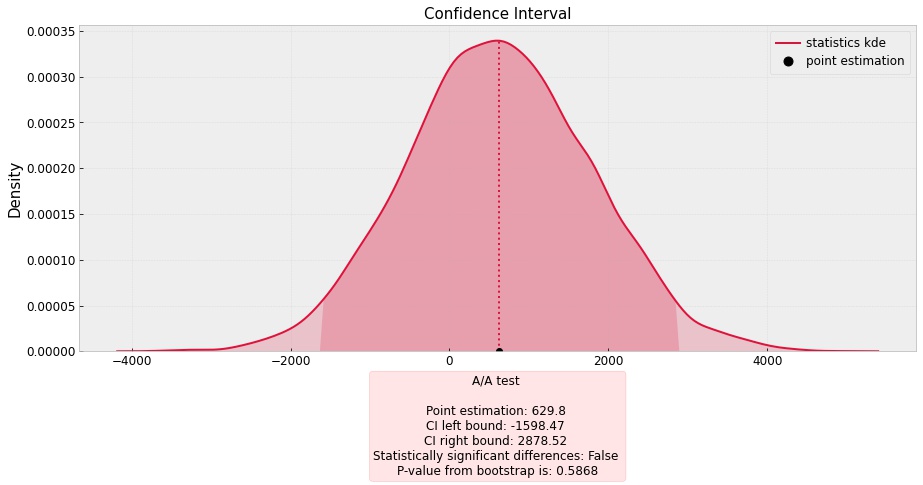 Confidence Interval
statistics kde
point estimation
Density
0.00035
0.00030
0.00025
0.00020
0.00015
0.00010
0.00005
0.00000
−4000
−2000
0
2000
4000
A/A test
Point estimation: 629.8
CI left bound: -1598.47
CI right bound: 2878.52
Statistically significant differences: False
P-value from bootstrap is: 0.5868